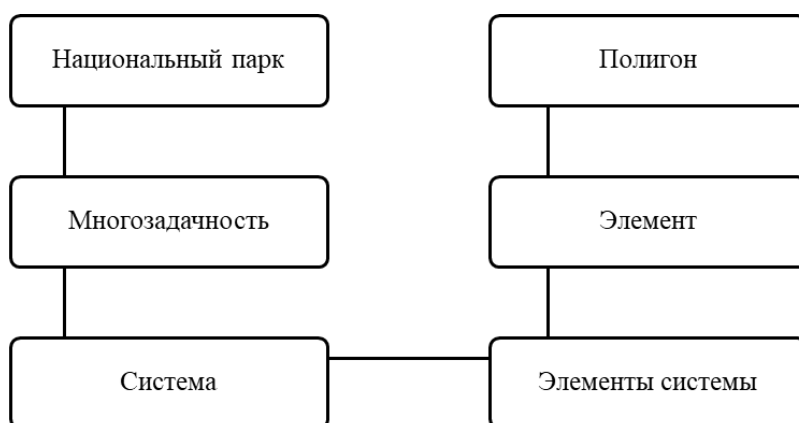 Национальный парк
Полигон
Многозадачность
Элемент
Система
Элементы системы